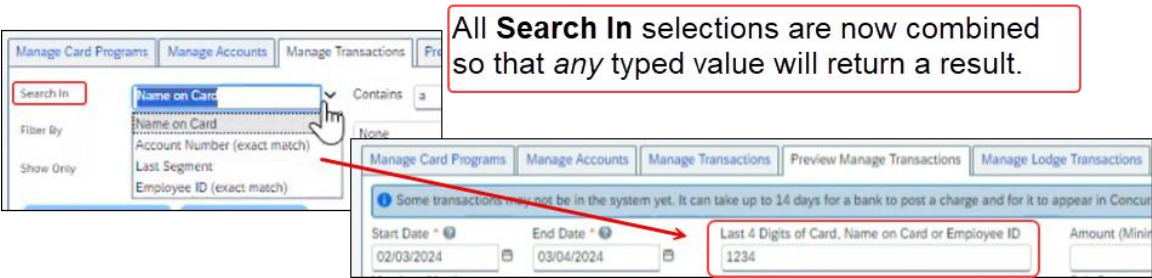 All Search In selections are now combined
so that any typed value will return a result.
Manage Card Programs Manage Accounts Manage Transactions
Search In Name on Card Contains a
Name on Card
Filter By None
Account Number (exact match)
Show Only Last Segment
Employee ID (exact match)
Manage Card Programs Manage Accounts Manage Transactions Preview Manage Transactions Manage Lodge Transactions
Some transactions may not be in the system yet. It can take up to 14 days for a bank to post a charge and for it to appear in Concur
Start Date * End Date * Last 4 Digits of Card, Name on Card or Employee ID Amount
02/03/2024 03/04/2024 1234